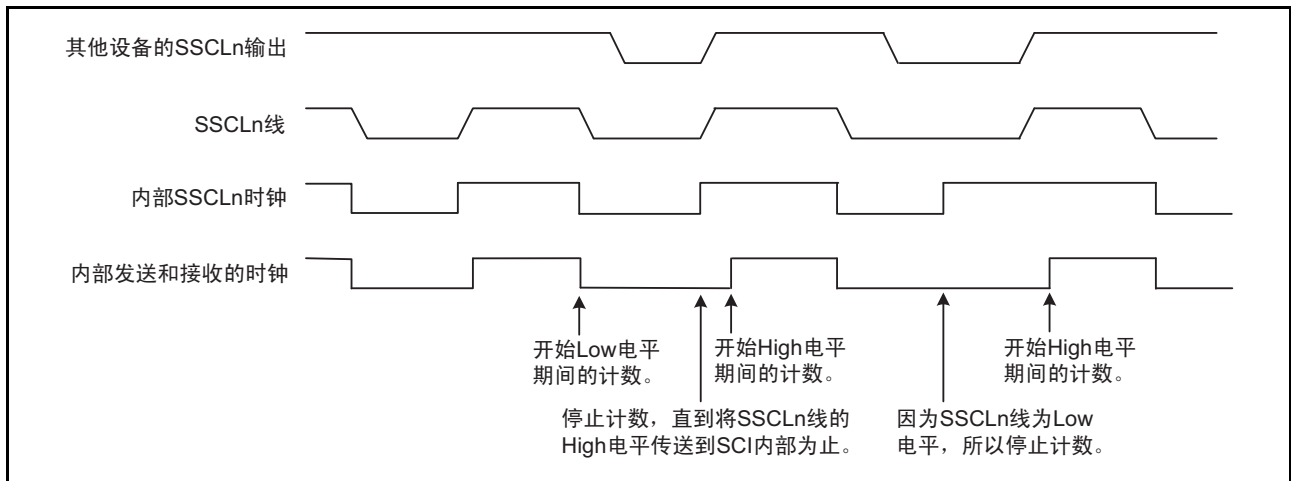 其他设备的SSCLn输出
SSCLn线
内部SSCLn时钟
内部发送和接收的时钟
开始Low电平
期间的计数。
开始High电平
期间的计数。
开始High电平
期间的计数。
停止计数，直到将SSCLn线的
High电平传送到SCI内部为止。
因为SSCLn线为Low
电平，所以停止计数。